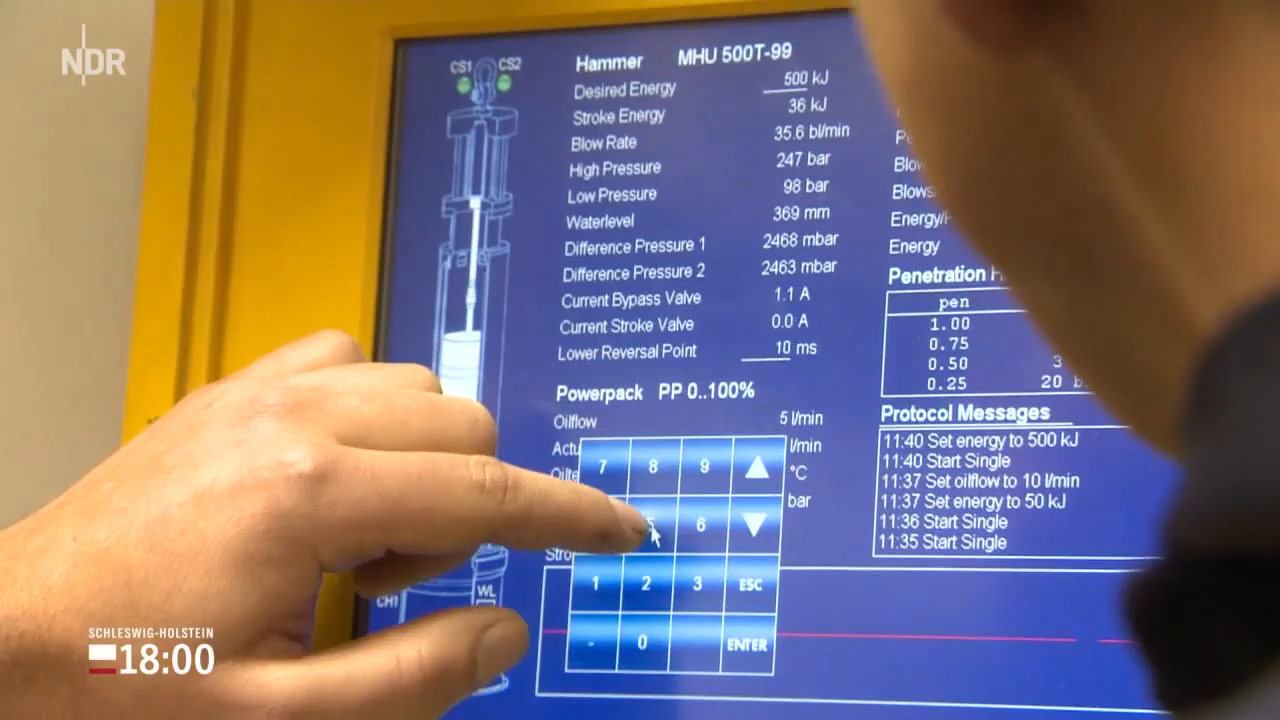 NDR
CS1 CS2
Hammer MHU 500T-99
Desired Energy 500 kJ
Stroke Energy 36 kJ
Blow Rate 35.6 bl/min
High Pressure 247 bar
Low Pressure 98 bar
Waterlevel 369 mm
Difference Pressure 1 2468 mbar
Difference Pressure 2 2463 mbar
Current Bypass Valve 1.1 A
Current Stroke Valve 0.0 A
Lower Reversal Point 10 ms
Powerpack PP 0..100%
Oilflow 5 l/min
l/min
°C
bar
7 8 9
5 6
1 2 3 ESC
- 0 ENTER
CH1
WL
Energy
Penetration
pen
1.00
0.75
0.50 3
0.25 20
Protocol Messages
11:40 Set energy to 500 kJ
11:40 Start Single
11:37 Set oilflow to 10 l/min
11:37 Set energy to 50 kJ
11:36 Start Single
11:35 Start Single
SCHLESWIG-HOLSTEIN
18:00